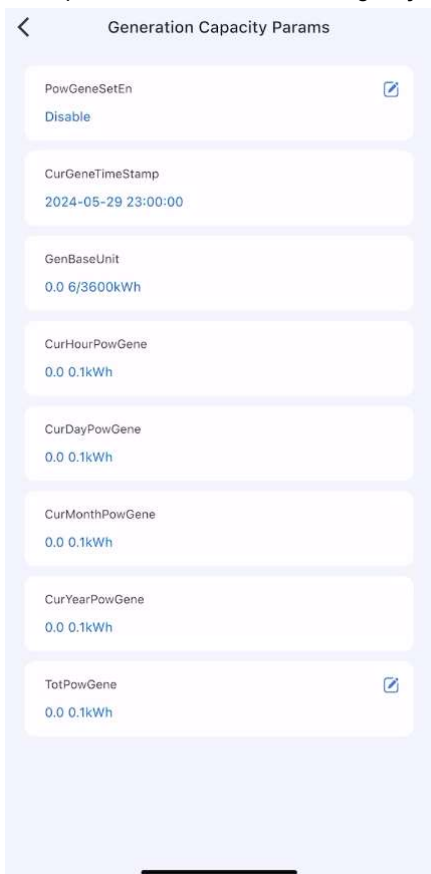 Generation Capacity Params
PowGeneSetEn
Disable
CurGeneTimeStamp
2024-05-29 23:00:00
GenBaseUnit
0.0 6/3600kWh
CurHourPowGene
0.0 0.1kWh
CurDayPowGene
0.0 0.1kWh
CurMonthPowGene
0.0 0.1kWh
CurYearPowGene
0.0 0.1kWh
TotPowGene
0.0 0.1kWh